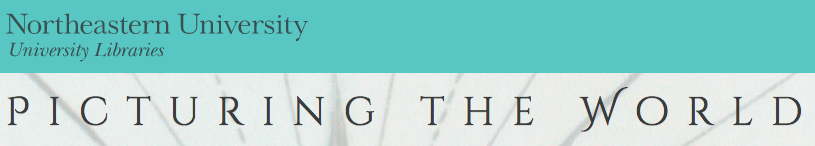 Northeastern University
University Libraries
PICTURING THE WORLD